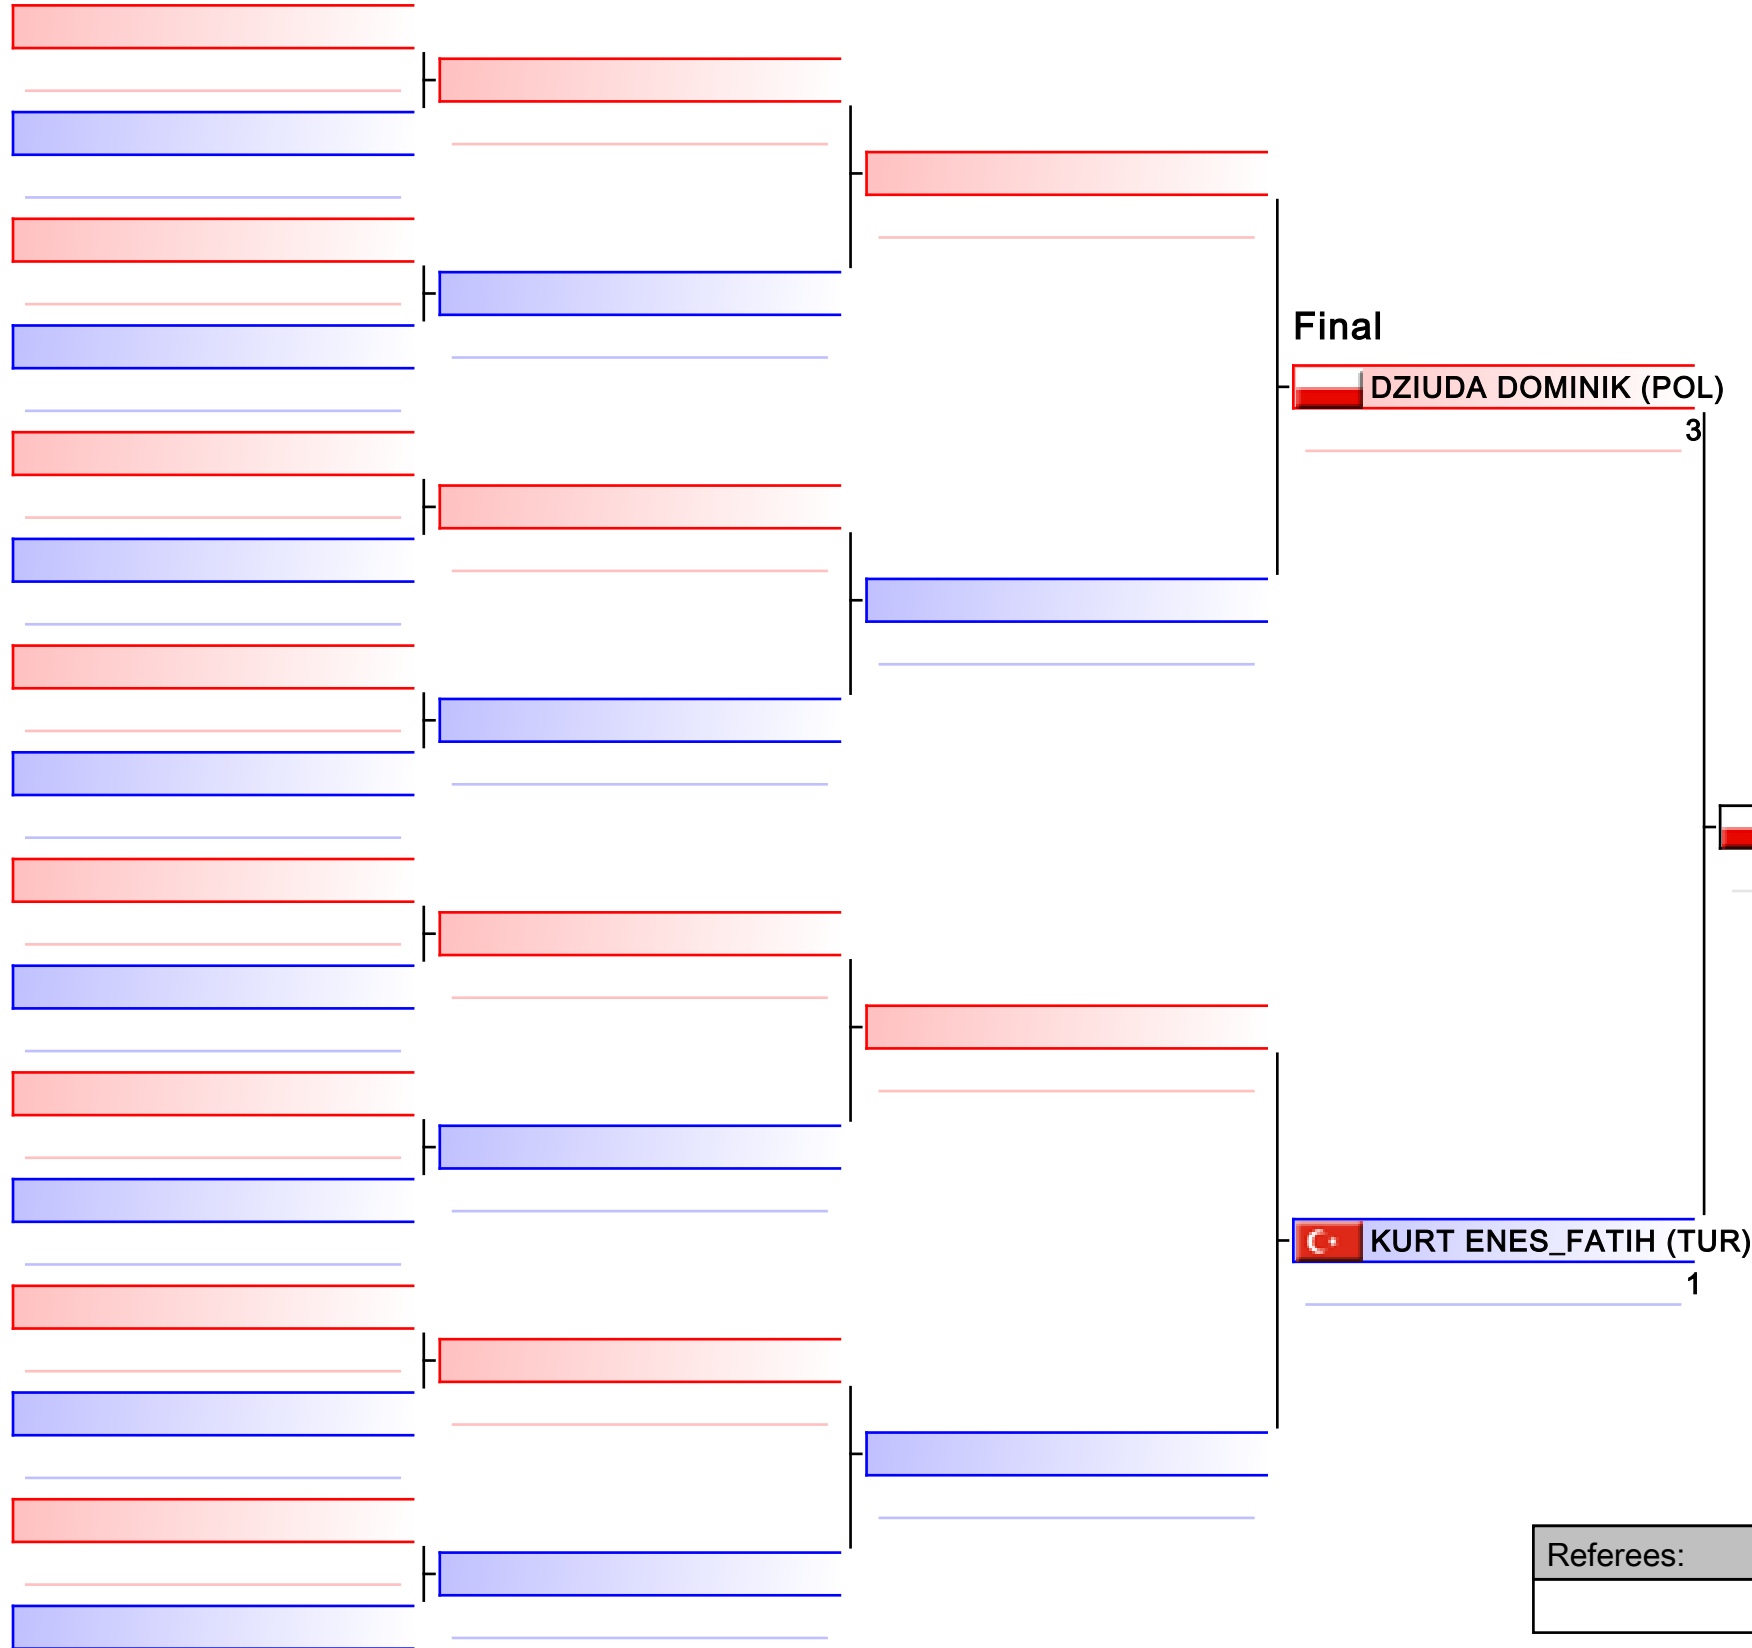 Final
DZIUDA DOMINIK (POL)
3
KURT ENES_FATIH (TUR)
1
Referees: